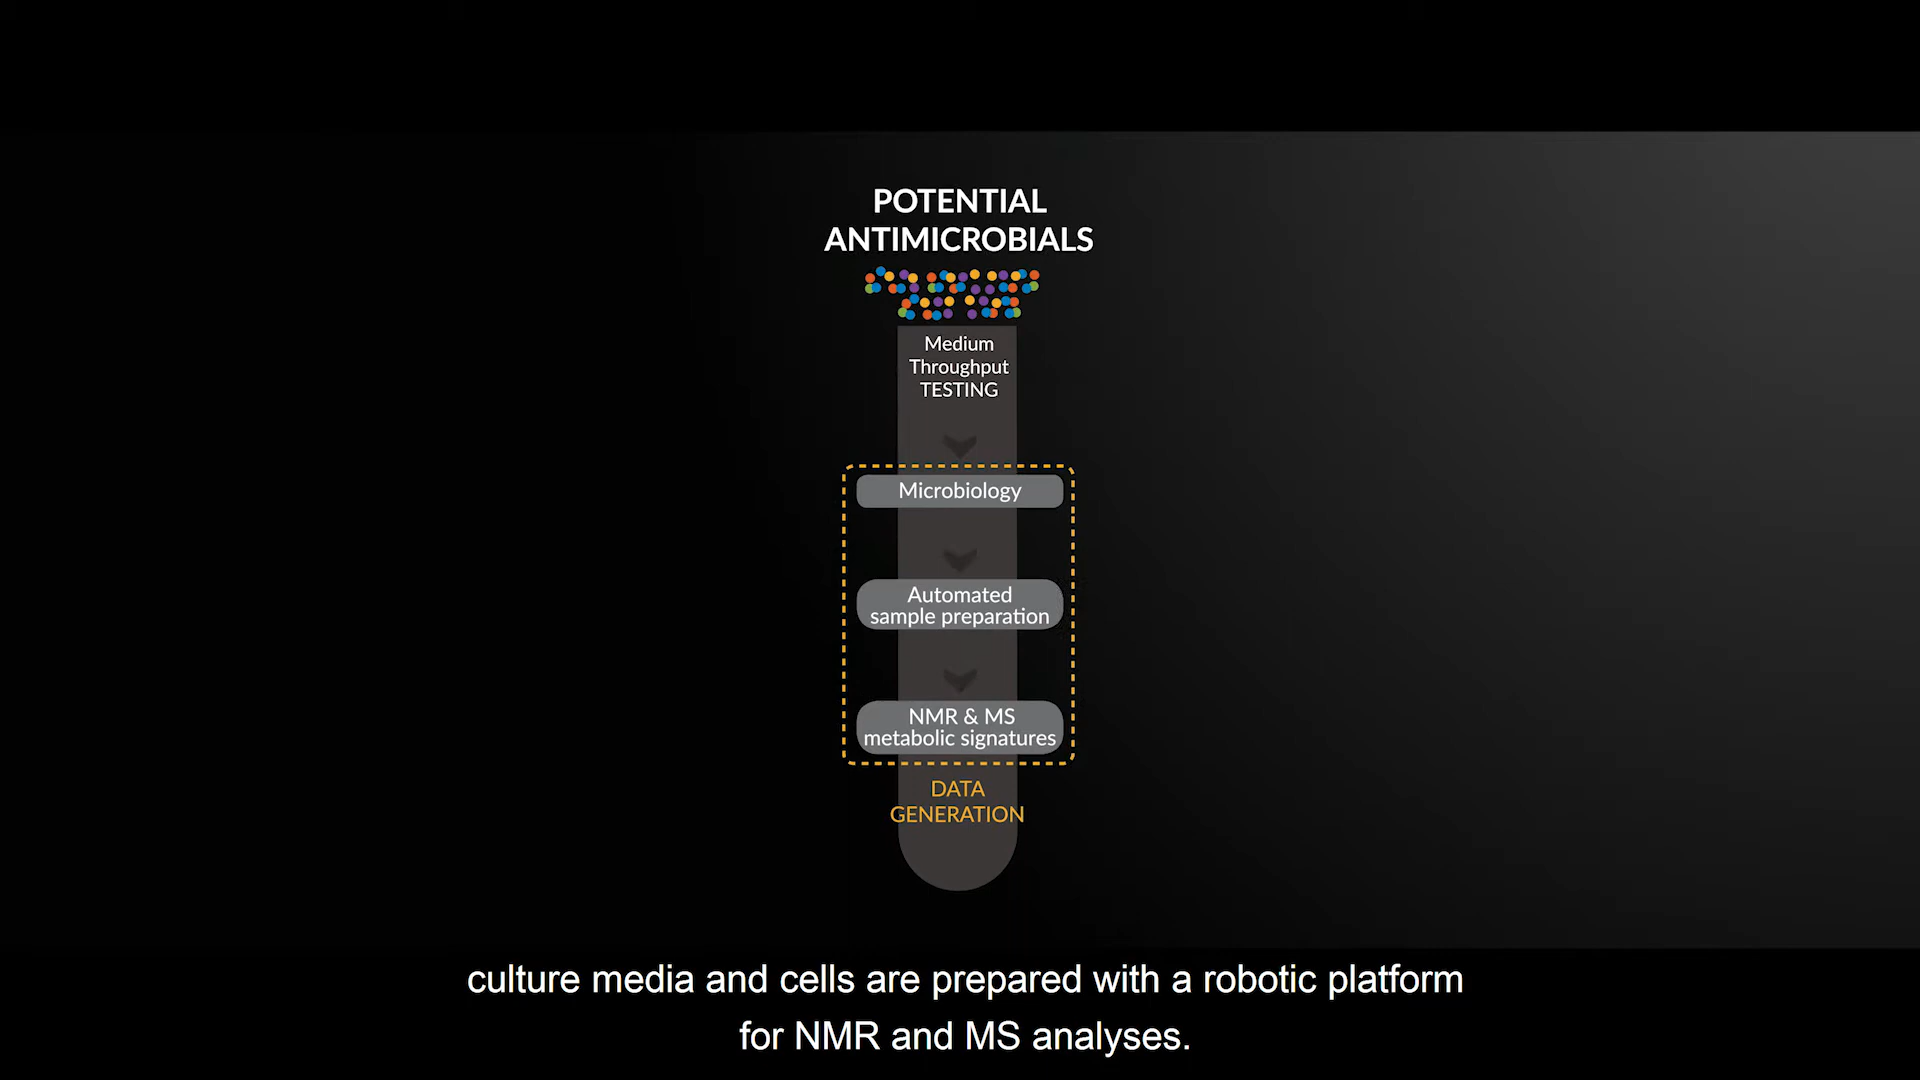 POTENTIAL
ANTIMICROBIALS
Medium
Throughput
TESTING
Microbiology
Automated
sample preparation
NMR & MS
metabolic signatures
DATA
GENERATION
culture media and cells are prepared with a robotic platform
for NMR and MS analyses.